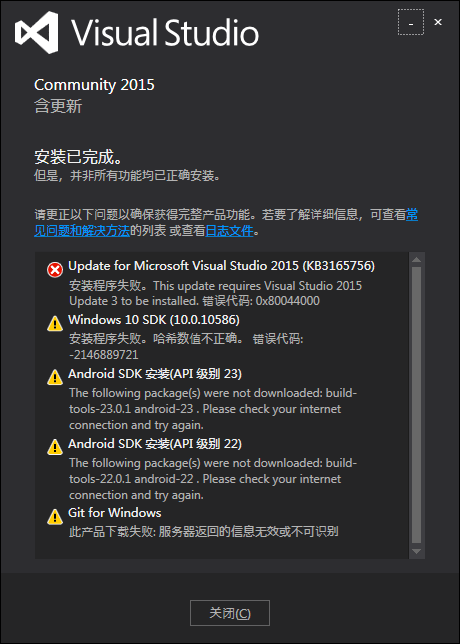 Visual Studio
Community 2015
含更新
安装已完成。
但是，并非所有功能均已正确安装。
请更正以下问题以确保获得完整产品功能。若要了解详细信息，可查看常
见问题和解决方法的列表 或查看日志文件。
Update for Microsoft Visual Studio 2015 (KB3165756)
安装程序失败。This update requires Visual Studio 2015
Update 3 to be installed. 错误代码: 0x80044000
Windows 10 SDK (10.0.10586)
安装程序失败。哈希数值不正确。 错误代码:
-2146889721
Android SDK 安装(API 级别 23)
The following package(s) were not downloaded: build-
tools-23.0.1 android-23 . Please check your internet
connection and try again.
Android SDK 安装(API 级别 22)
The following package(s) were not downloaded: build-
tools-22.0.1 android-22 . Please check your internet
connection and try again.
Git for Windows
此产品下载失败: 服务器返回的信息无效或不可识别
关闭(C)